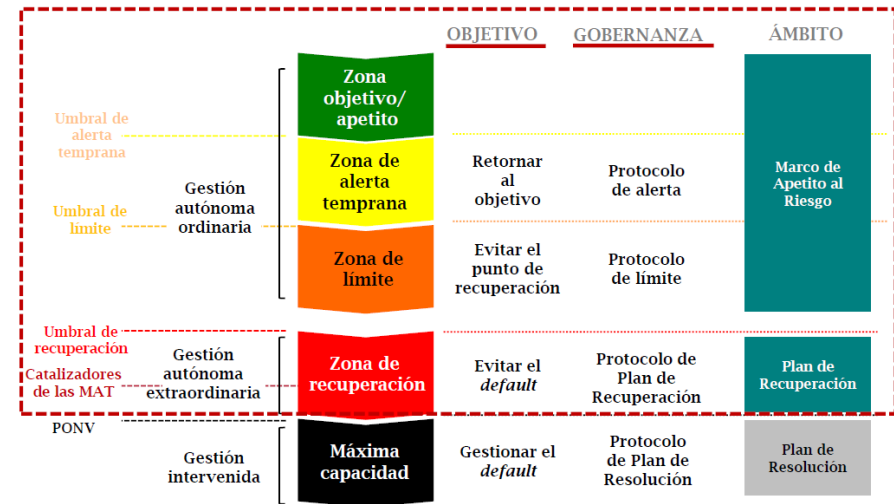 OBJETIVO
GOBERNANZA
ÁMBITO
Zona
objetivo/
apetito
Umbral de
alerta
temprana
Zona de
alerta
temprana
Retornar
al
objetivo
Protocolo
de alerta
Marco de
Apetito al
Riesgo
Gestión
autónoma
ordinaria
Umbral de
límite
Zona de
límite
Evitar el
punto de
recuperación
Protocolo
de límite
Umbral de
recuperación
Catalizadores
de las MAT
Gestión
autónoma
extraordinaria
Zona de
recuperación
Evitar el
default
Protocolo de
Plan de
Recuperación
Plan de
Recuperación
PONV
Gestión
intervenida
Máxima
capacidad
Gestionar el
default
Protocolo
de Plan de
Resolución
Plan de
Resolución